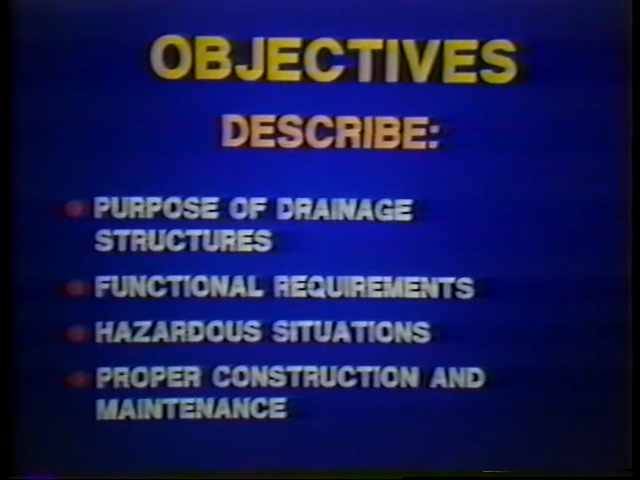 OBJECTIVES
DESCRIBE:
PURPOSE OF DRAINAGE
STRUCTURES
FUNCTIONAL REQUIREMENTS
HAZARDOUS SITUATIONS
PROPER CONSTRUCTION AND
MAINTENANCE